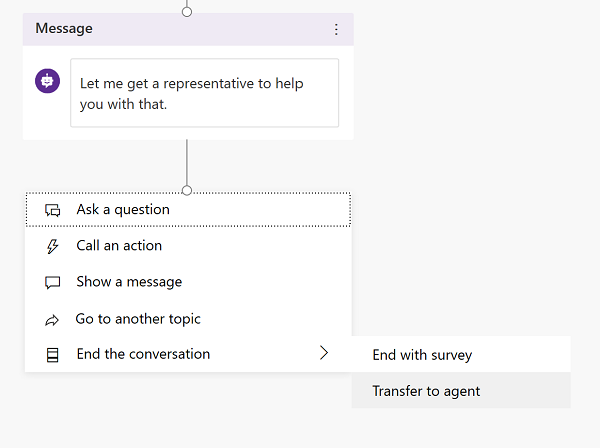 Message
Let me get a representative to help
you with that.
Ask a question
Call an action
Show a message
Go to another topic
End the conversation
End with survey
Transfer to agent